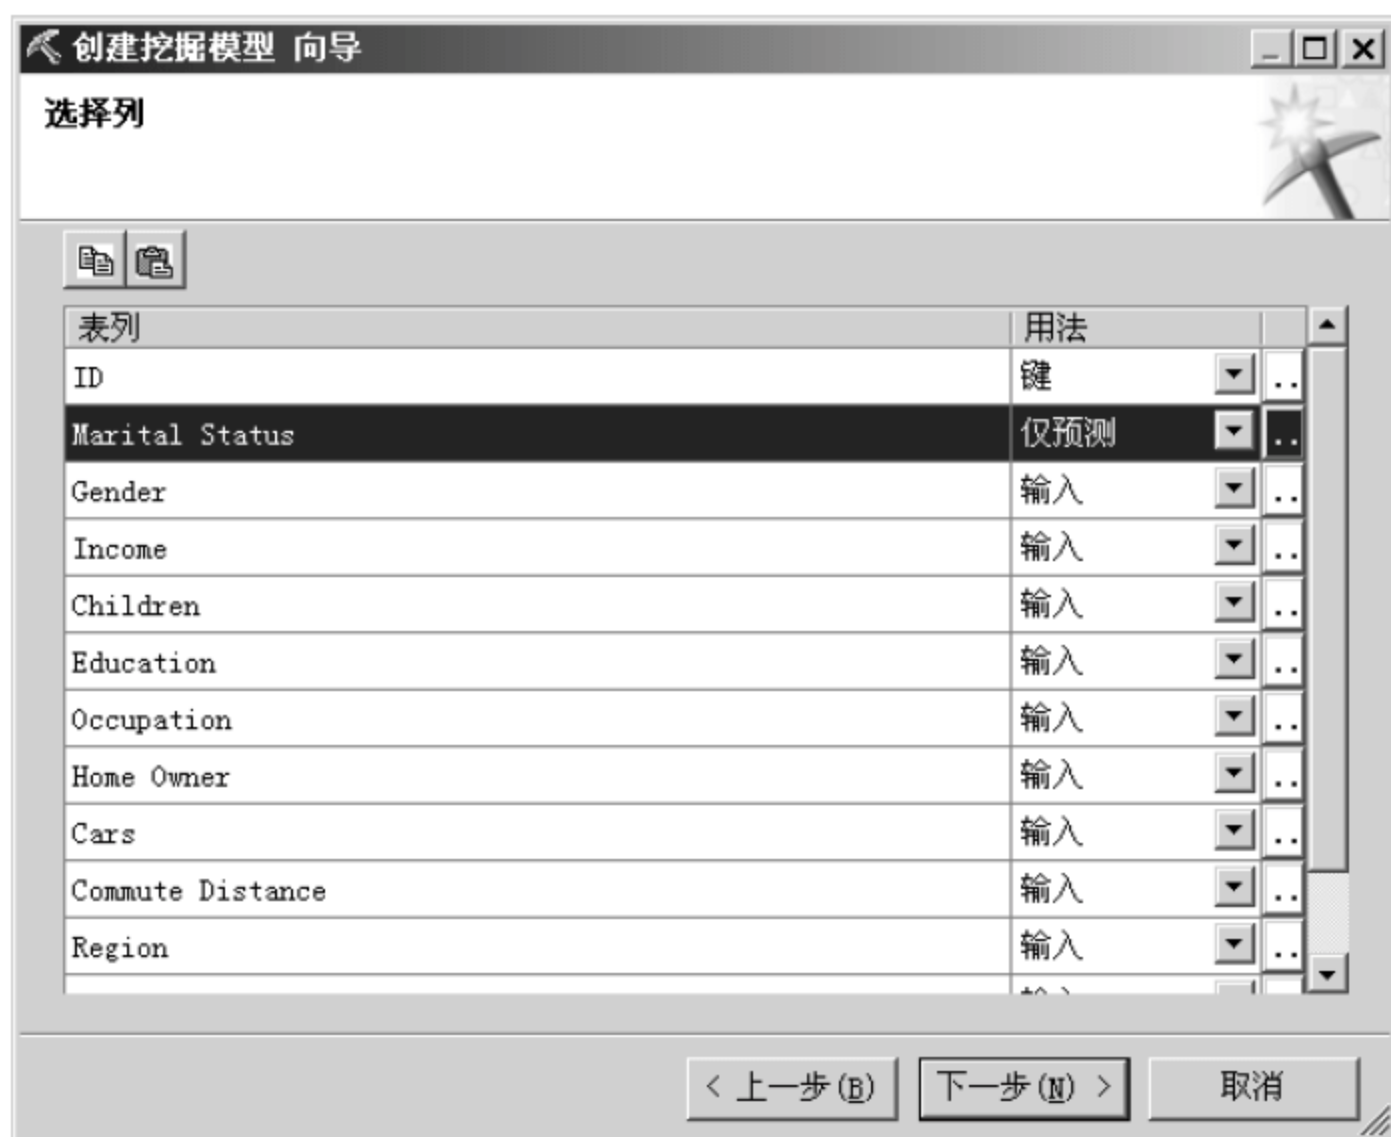 创建挖掘模型 向导
选择列
表列 用法
ID 键 ..
Marital Status 仅预测 ..
Gender 输入 ..
Income 输入 ..
Children 输入 ..
Education 输入 ..
Occupation 输入 ..
Home Owner 输入 ..
Cars 输入 ..
Commute Distance 输入 ..
Region 输入 ..
< 上一步(B) 下一步(N) > 取消